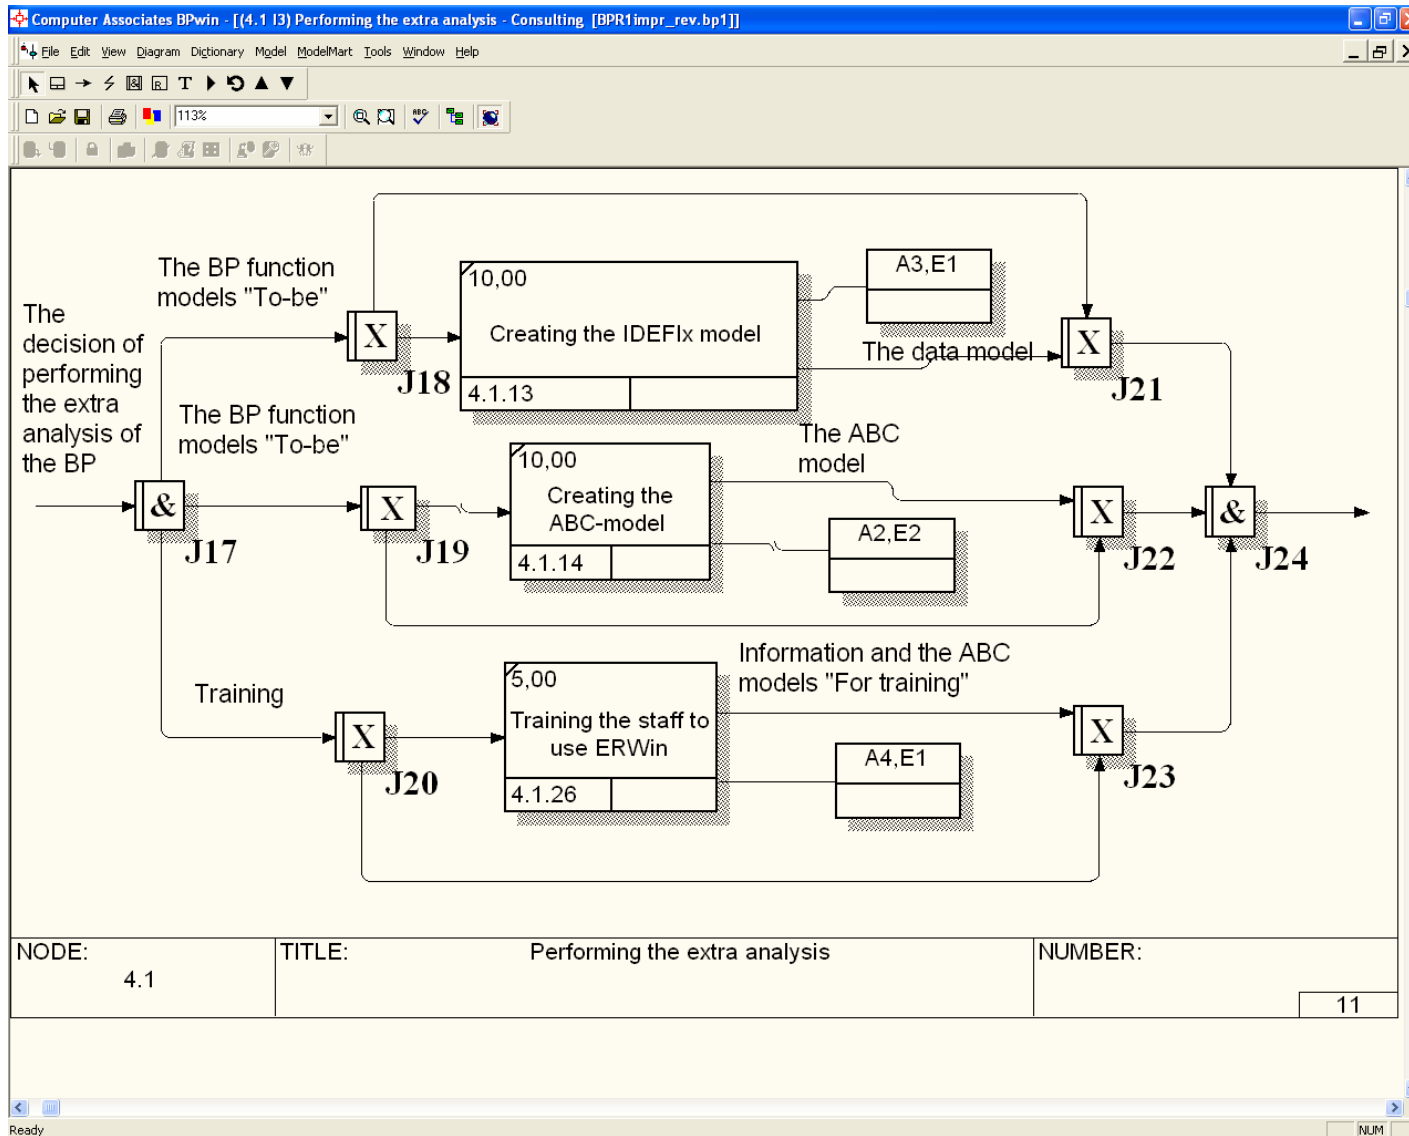 Computer Associates BPwin - [(4.1 I3) Performing the extra analysis - Consulting [BPR1impr_rev.bp1]]
File Edit View Diagram Dictionary Model ModelMart Tools Window Help
T
113%
ABC
The BP function
models "To-be"
The
decision of
performing
the extra
analysis of
the BP
X
J18
10,00
Creating the IDEFIx model
4.1.13
A3,E1
The data model
X
J21
The BP function
models "To-be"
&
J17
X
J19
10,00
Creating the
ABC-model
4.1.14
The ABC
model
A2,E2
X
J22
&
J24
Training
X
J20
5,00
Training the staff to
use ERWin
4.1.26
Information and the ABC
models "For training"
A4,E1
X
J23
NODE:
4.1
TITLE:
Performing the extra analysis
NUMBER:
11
Ready
NUM